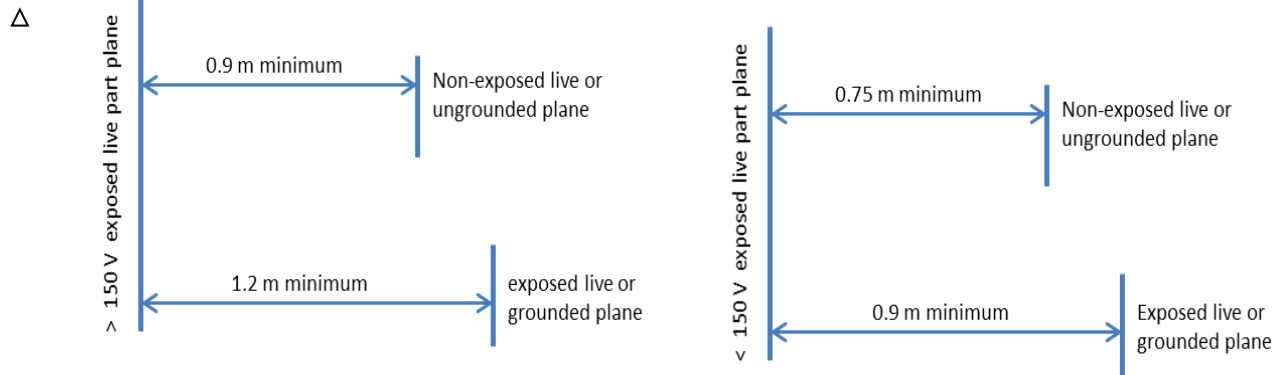 Δ
> 150 V exposed live part plane
0.9 m minimum
Non-exposed live or
ungrounded plane
1.2 m minimum
exposed live or
grounded plane
< 150 V exposed live part plane
0.75 m minimum
Non-exposed live or
ungrounded plane
0.9 m minimum
Exposed live or
grounded plane